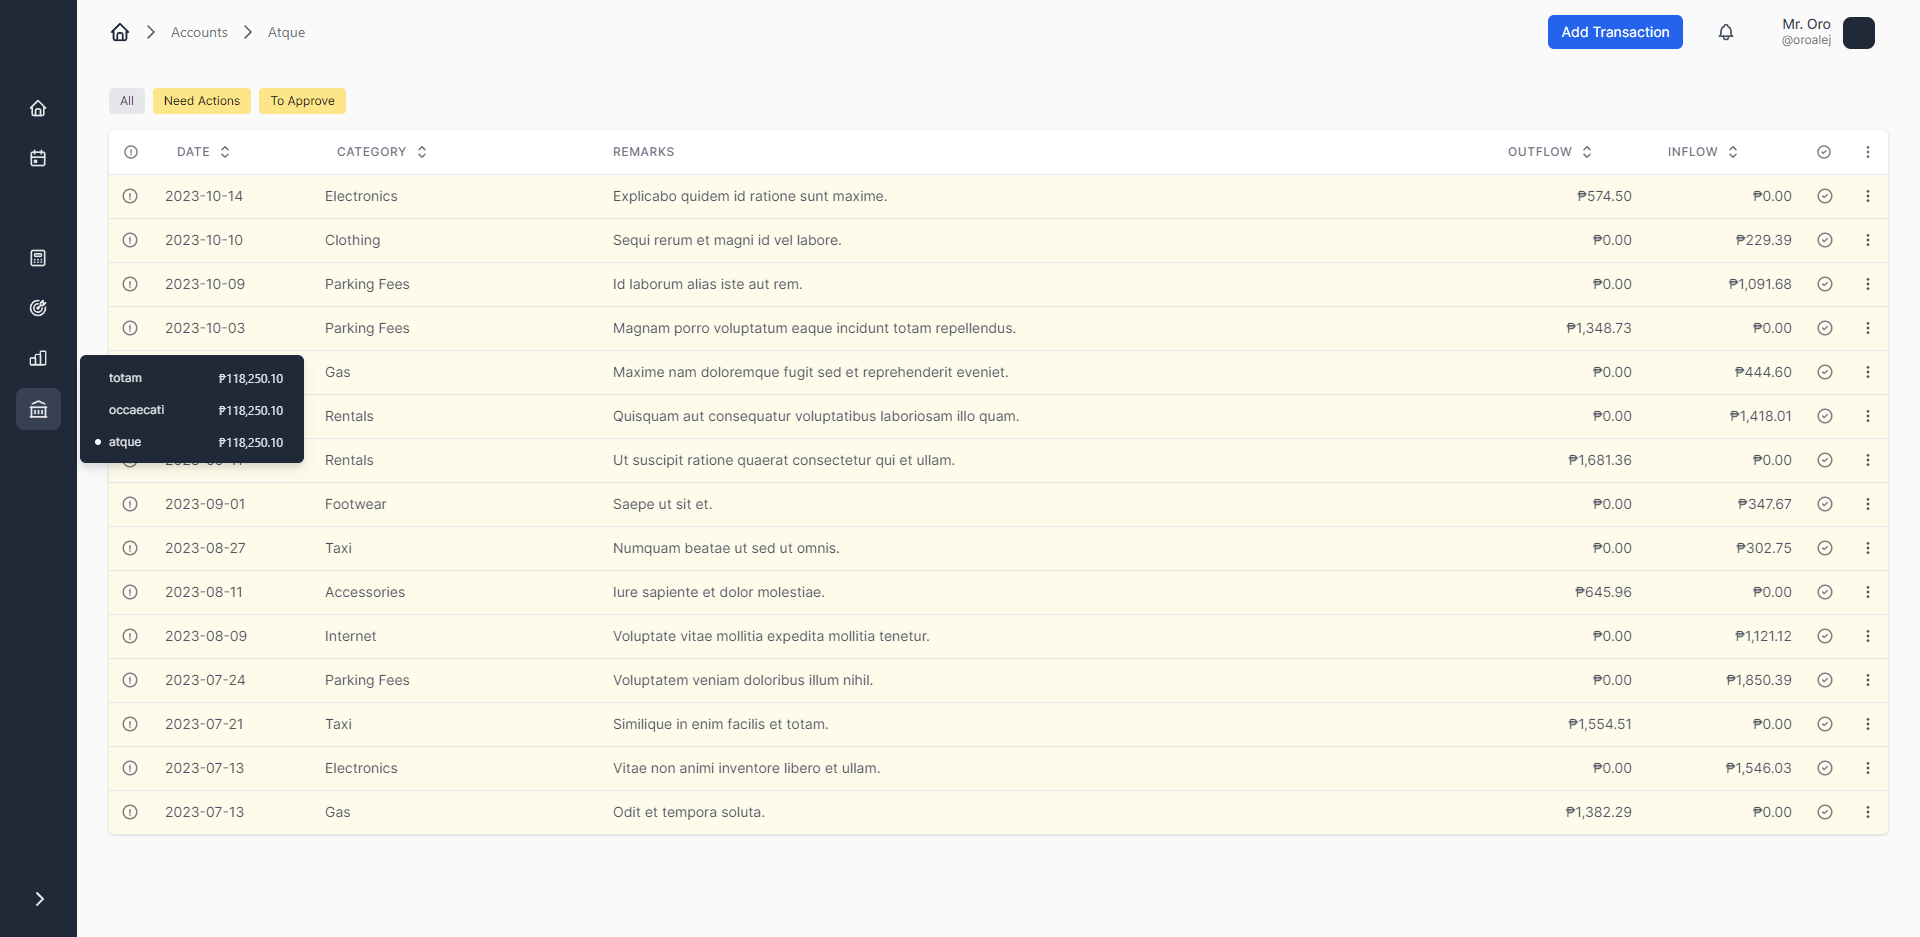 Accounts Atque
Add Transaction
Mr. Oro
@oroalej
All Need Actions To Approve
DATE CATEGORY REMARKS OUTFLOW INFLOW
2023-10-14 Electronics Explicabo quidem id ratione sunt maxime. ₱574.50 ₱0.00
2023-10-10 Clothing Sequi rerum et magni id vel labore. ₱0.00 ₱229.39
2023-10-09 Parking Fees Id laborum alias iste aut rem. ₱0.00 ₱1,091.68
2023-10-03 Parking Fees Magnam porro voluptatum eaque incidunt totam repellendus. ₱1,348.73 ₱0.00
totam ₱118,250.10
occaecati ₱118,250.10
atque ₱118,250.10
Gas Maxime nam doloremque fugit sed et reprehenderit eveniet. ₱0.00 ₱444.60
Rentals Quisquam aut consequatur voluptatibus laboriosam illo quam. ₱0.00 ₱1,418.01
Rentals Ut suscipit ratione quaerat consectetur qui et ullam. ₱1,681.36 ₱0.00
2023-09-01 Footwear Saepe ut sit et. ₱0.00 ₱347.67
2023-08-27 Taxi Numquam beatae ut sed ut omnis. ₱0.00 ₱302.75
2023-08-11 Accessories Iure sapiente et dolor molestiae. ₱645.96 ₱0.00
2023-08-09 Internet Voluptate vitae mollitia expedita mollitia tenetur. ₱0.00 ₱1,121.12
2023-07-24 Parking Fees Voluptatem veniam doloribus illum nihil. ₱0.00 ₱1,850.39
2023-07-21 Taxi Similique in enim facilis et totam. ₱1,554.51 ₱0.00
2023-07-13 Electronics Vitae non animi inventore libero et ullam. ₱0.00 ₱1,546.03
2023-07-13 Gas Odit et tempora soluta. ₱1,382.29 ₱0.00